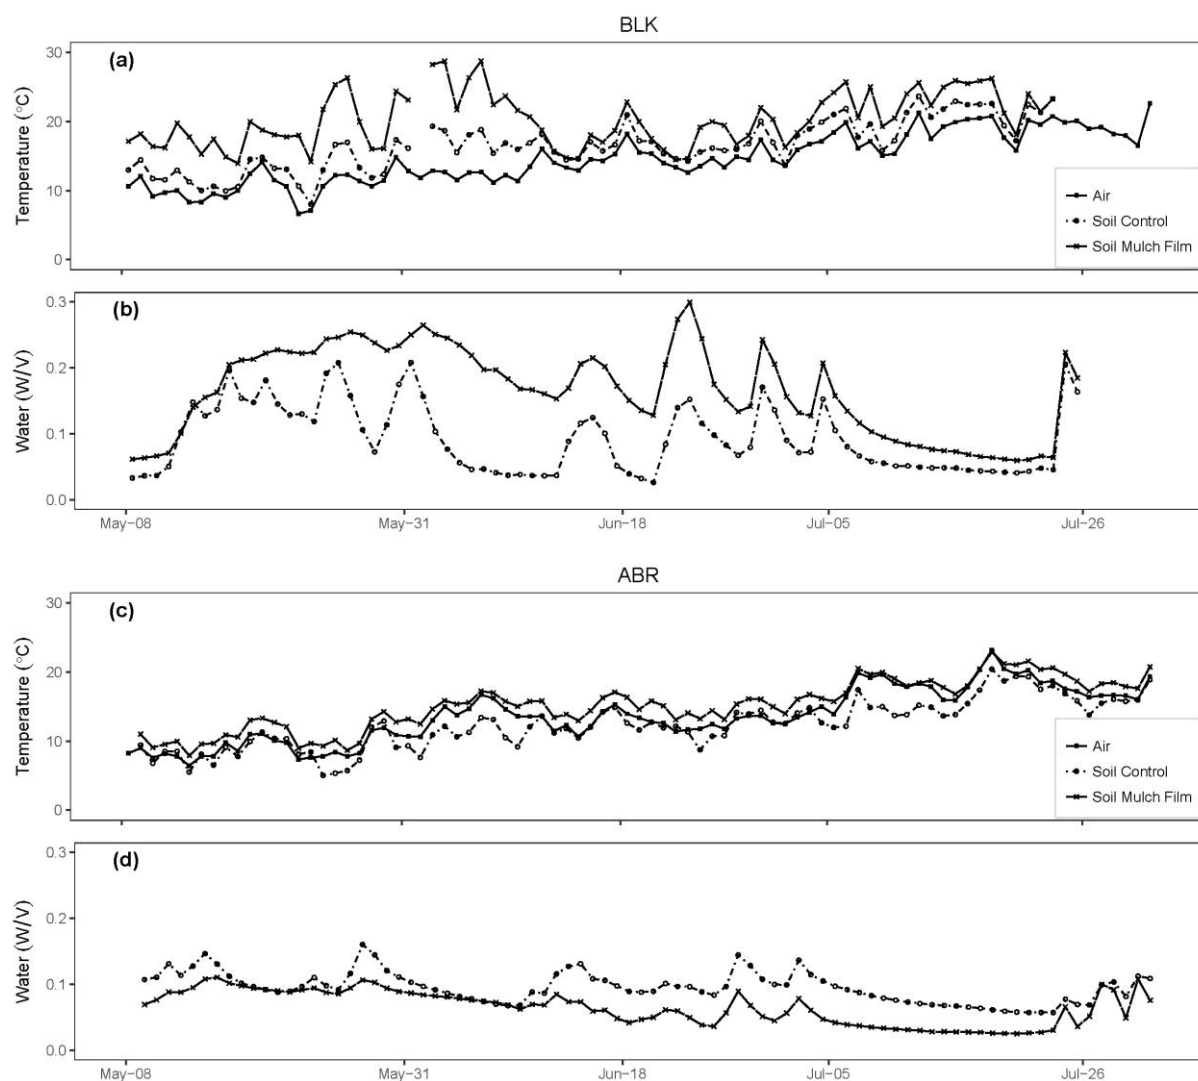 BLK
(a)
Temperature (°C)
30
20
10
0
Air
Soil Control
Soil Mulch Film
(b)
Water (W/V)
0.3
0.2
0.1
0.0
May-08
May-31
Jun-18
Jul-05
Jul-26
ABR
(c)
Temperature (°C)
30
20
10
0
Air
Soil Control
Soil Mulch Film
(d)
Water (W/V)
0.3
0.2
0.1
0.0
May-08
May-31
Jun-18
Jul-05
Jul-26